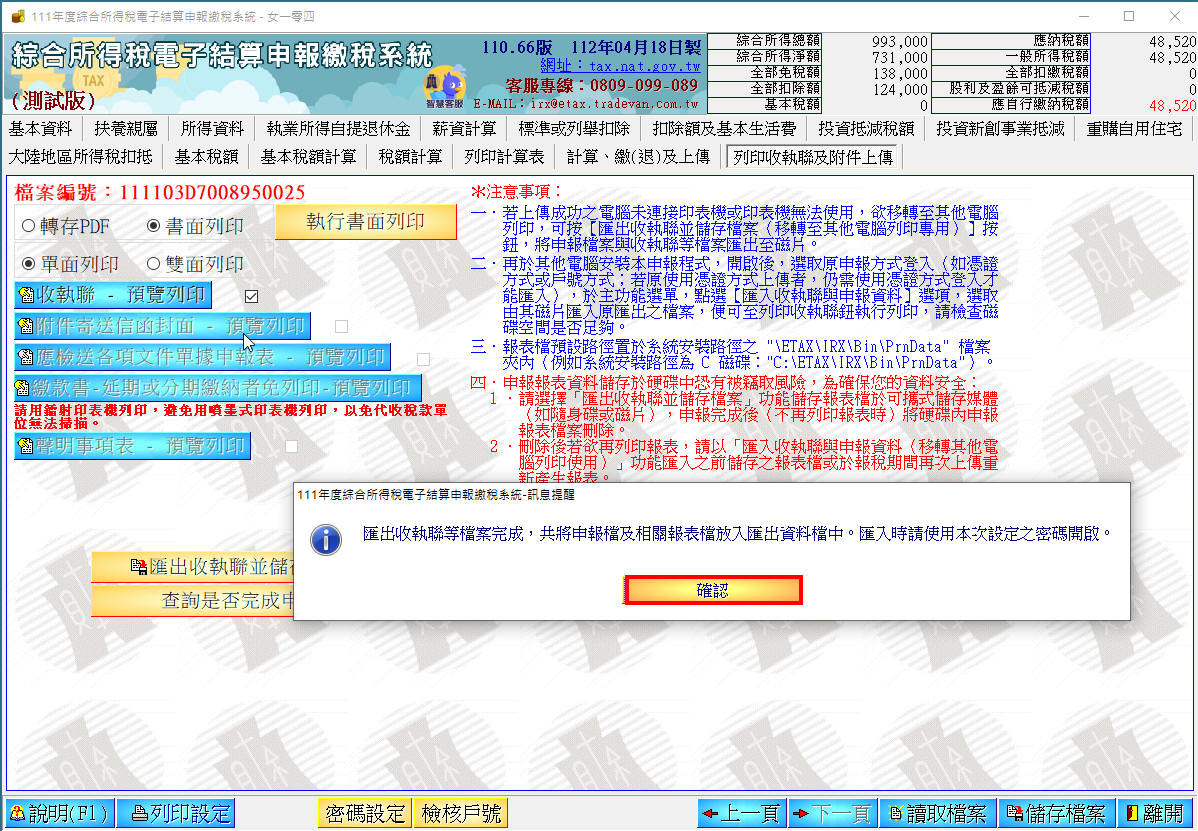 111年度綜合所得稅電子結算申報繳稅系統 - 女一零四
綜合所得稅電子結算申報繳稅系統
TAX
(測試版)
110.66版 112年04月18日製
網址：tax.nat.gov.tw
客服專線：0809-099-089
E-MAIL：irx@etax.tradevan.com.tw
智慧客服
綜合所得總額 993,000 應納稅額 48,520
綜合所得淨額 731,000 一般所得稅額 48,520
全部免稅額 138,000 全部扣繳稅額 0
全部扣除額 124,000 股利及盈餘可抵減稅額 0
基本稅額 0 應自行繳納稅額 48,520
基本資料 扶養親屬 所得資料 執業所得自提退休金 薪資計算 標準或列舉扣除 扣除額及基本生活費 投資抵減稅額 投資新創事業抵減 重購自用住宅
大陸地區所得稅扣抵 基本稅額 基本稅額計算 稅額計算 列印計算表 計算、繳(退)及上傳 列印收執聯及附件上傳
檔案編號：111103D7008950025
轉存PDF 書面列印 執行書面列印
單面列印 雙面列印
收執聯 - 預覽列印
附件寄送信函封面 - 預覽列印
應檢送各項文件單據申報表 - 預覽列印
繳款書-延期或分期繳納者免列印-預覽列印
請用鐳射印表機列印，避免用噴墨式印表機列印，以免代收稅款單
位無法掃描。
聲明事項表 - 預覽列印
匯出收執聯並儲存
查詢是否完成申
＊注意事項：
一．若上傳成功之電腦未連接印表機或印表機無法使用，欲移轉至其他電腦
列印，可按［匯出收執聯並儲存檔案（移轉至其他電腦列印專用）］按
鈕，將申報檔案與收執聯等檔案匯出至磁片。
二．再於其他電腦安裝本申報程式，開啟後，選取原申報方式登入（如憑證
方式或戶號方式；若原使用憑證方式上傳者，仍需使用憑證方式登入才
能匯入），於主功能選單，點選［匯入收執聯與申報資料］選項，選取
由其磁片匯入原匯出之檔案，便可至列印收執聯鈕執行列印，請檢查磁
碟空間是否足夠。
三．報表檔預設路徑置於系統安裝路徑之 "\ETAX\IRX\Bin\PrnData" 檔案
夾內（例如系統安裝路徑為 C 磁碟："C:\ETAX\IRX\Bin\PrnData"）。
四．申報報表資料儲存於硬碟中恐有被竊取風險，為確保您的資料安全：
1．請選擇「匯出收執聯並儲存檔案」功能儲存報表檔於可攜式儲存媒體
（如隨身碟或磁片），申報完成後（不再列印報表時）將硬碟內申報
報表檔案刪除。
2．刪除後若欲再列印報表，請以「匯入收執聯與申報資料（移轉其他電
腦列印使用）」功能匯入之前儲存之報表檔或於報稅期間再次上傳重
新產生報表。
111年度綜合所得稅電子結算申報繳稅系統-訊息提醒
匯出收執聯等檔案完成，共將申報檔及相關報表檔放入匯出資料檔中。匯入時請使用本次設定之密碼開啟。
確認
說明(F1) 列印設定 密碼設定 檢核戶號 上一頁 下一頁 讀取檔案 儲存檔案 離開